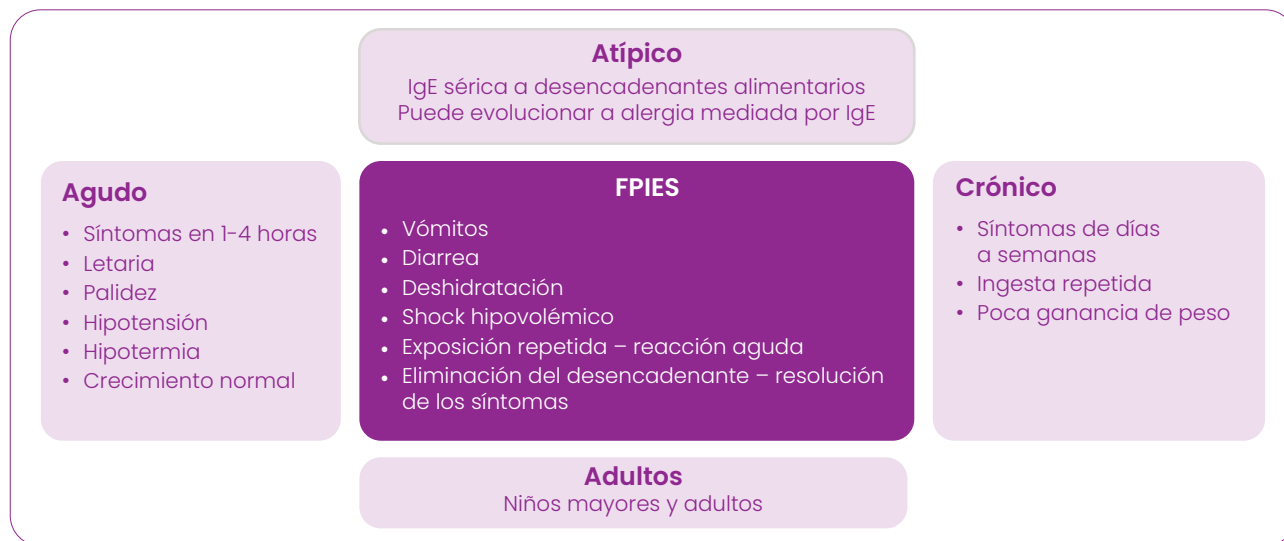 Atípico
IgE sérica a desencadenantes alimentarios
Puede evolucionar a alergia mediada por IgE
Agudo
• Síntomas en 1-4 horas
• Letaria
• Palidez
• Hipotensión
• Hipotermia
• Crecimiento normal
FPIES
• Vómitos
• Diarrea
• Deshidratación
• Shock hipovolémico
• Exposición repetida – reacción aguda
• Eliminación del desencadenante – resolución
de los síntomas
Crónico
• Síntomas de días
a semanas
• Ingesta repetida
• Poca ganancia de peso
Adultos
Niños mayores y adultos